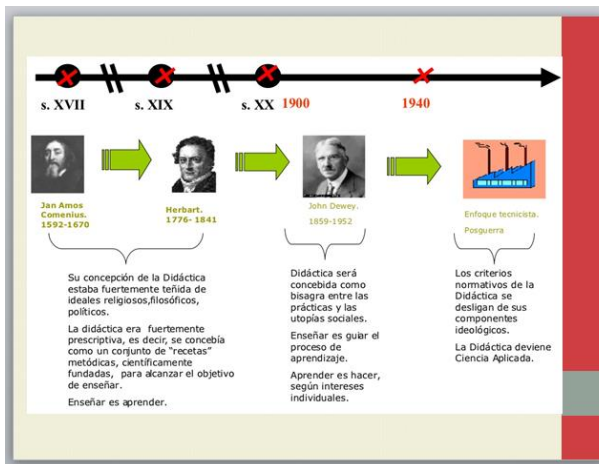 s. XVII
s. XIX
s. XX 1900
1940
Jan Amos
Comenius.
1592-1670
Herbart.
1776- 1841
John Dewey.
1859-1952
Enfoque tecnicista.
Posguerra
Su concepción de la Didáctica
estaba fuertemente teñida de
ideales religiosos,filosóficos,
políticos.
La didáctica era fuertemente
prescriptiva, es decir, se concebía
como un conjunto de "recetas"
metódicas, científicamente
fundadas, para alcanzar el objetivo
de enseñar.
Enseñar es aprender.
Didáctica será
concebida como
bisagra entre las
prácticas y las
utopías sociales.
Enseñar es guiar el
proceso de
aprendizaje.
Aprender es hacer,
según intereses
individuales.
Los criterios
normativos de la
Didáctica se
desligan de sus
componentes
ideológicos.
La Didáctica deviene
Ciencia Aplicada.